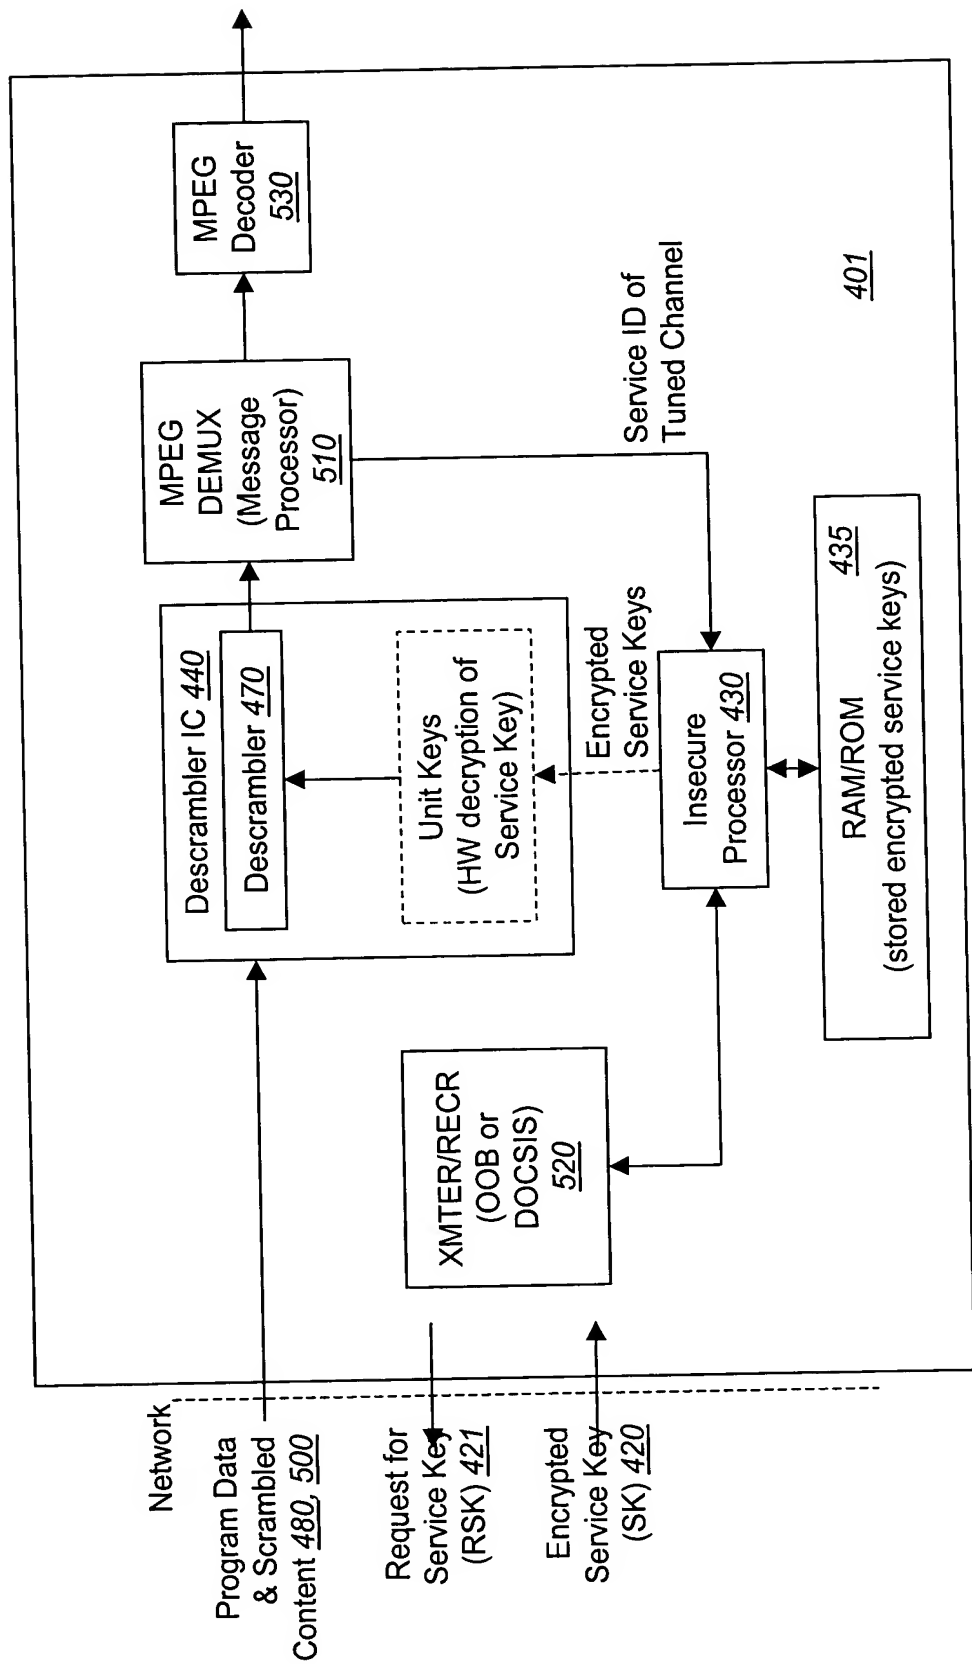 Network
Program Data
& Scrambled
Content 480, 500
Request for
Service Key
(RSK) 421
Encrypted
Service Key
(SK) 420
XMTER/RECR
(OOB or
DOCSIS)
520
Descrambler IC 440
Descrambler 470
Unit Keys
(HW decryption of
Service Key)
Encrypted
Service Keys
Insecure
Processor 430
RAM/ROM 435
(stored encrypted service keys)
MPEG
DEMUX
(Message
Processor)
510
Service ID of
Tuned Channel
MPEG
Decoder
530
401